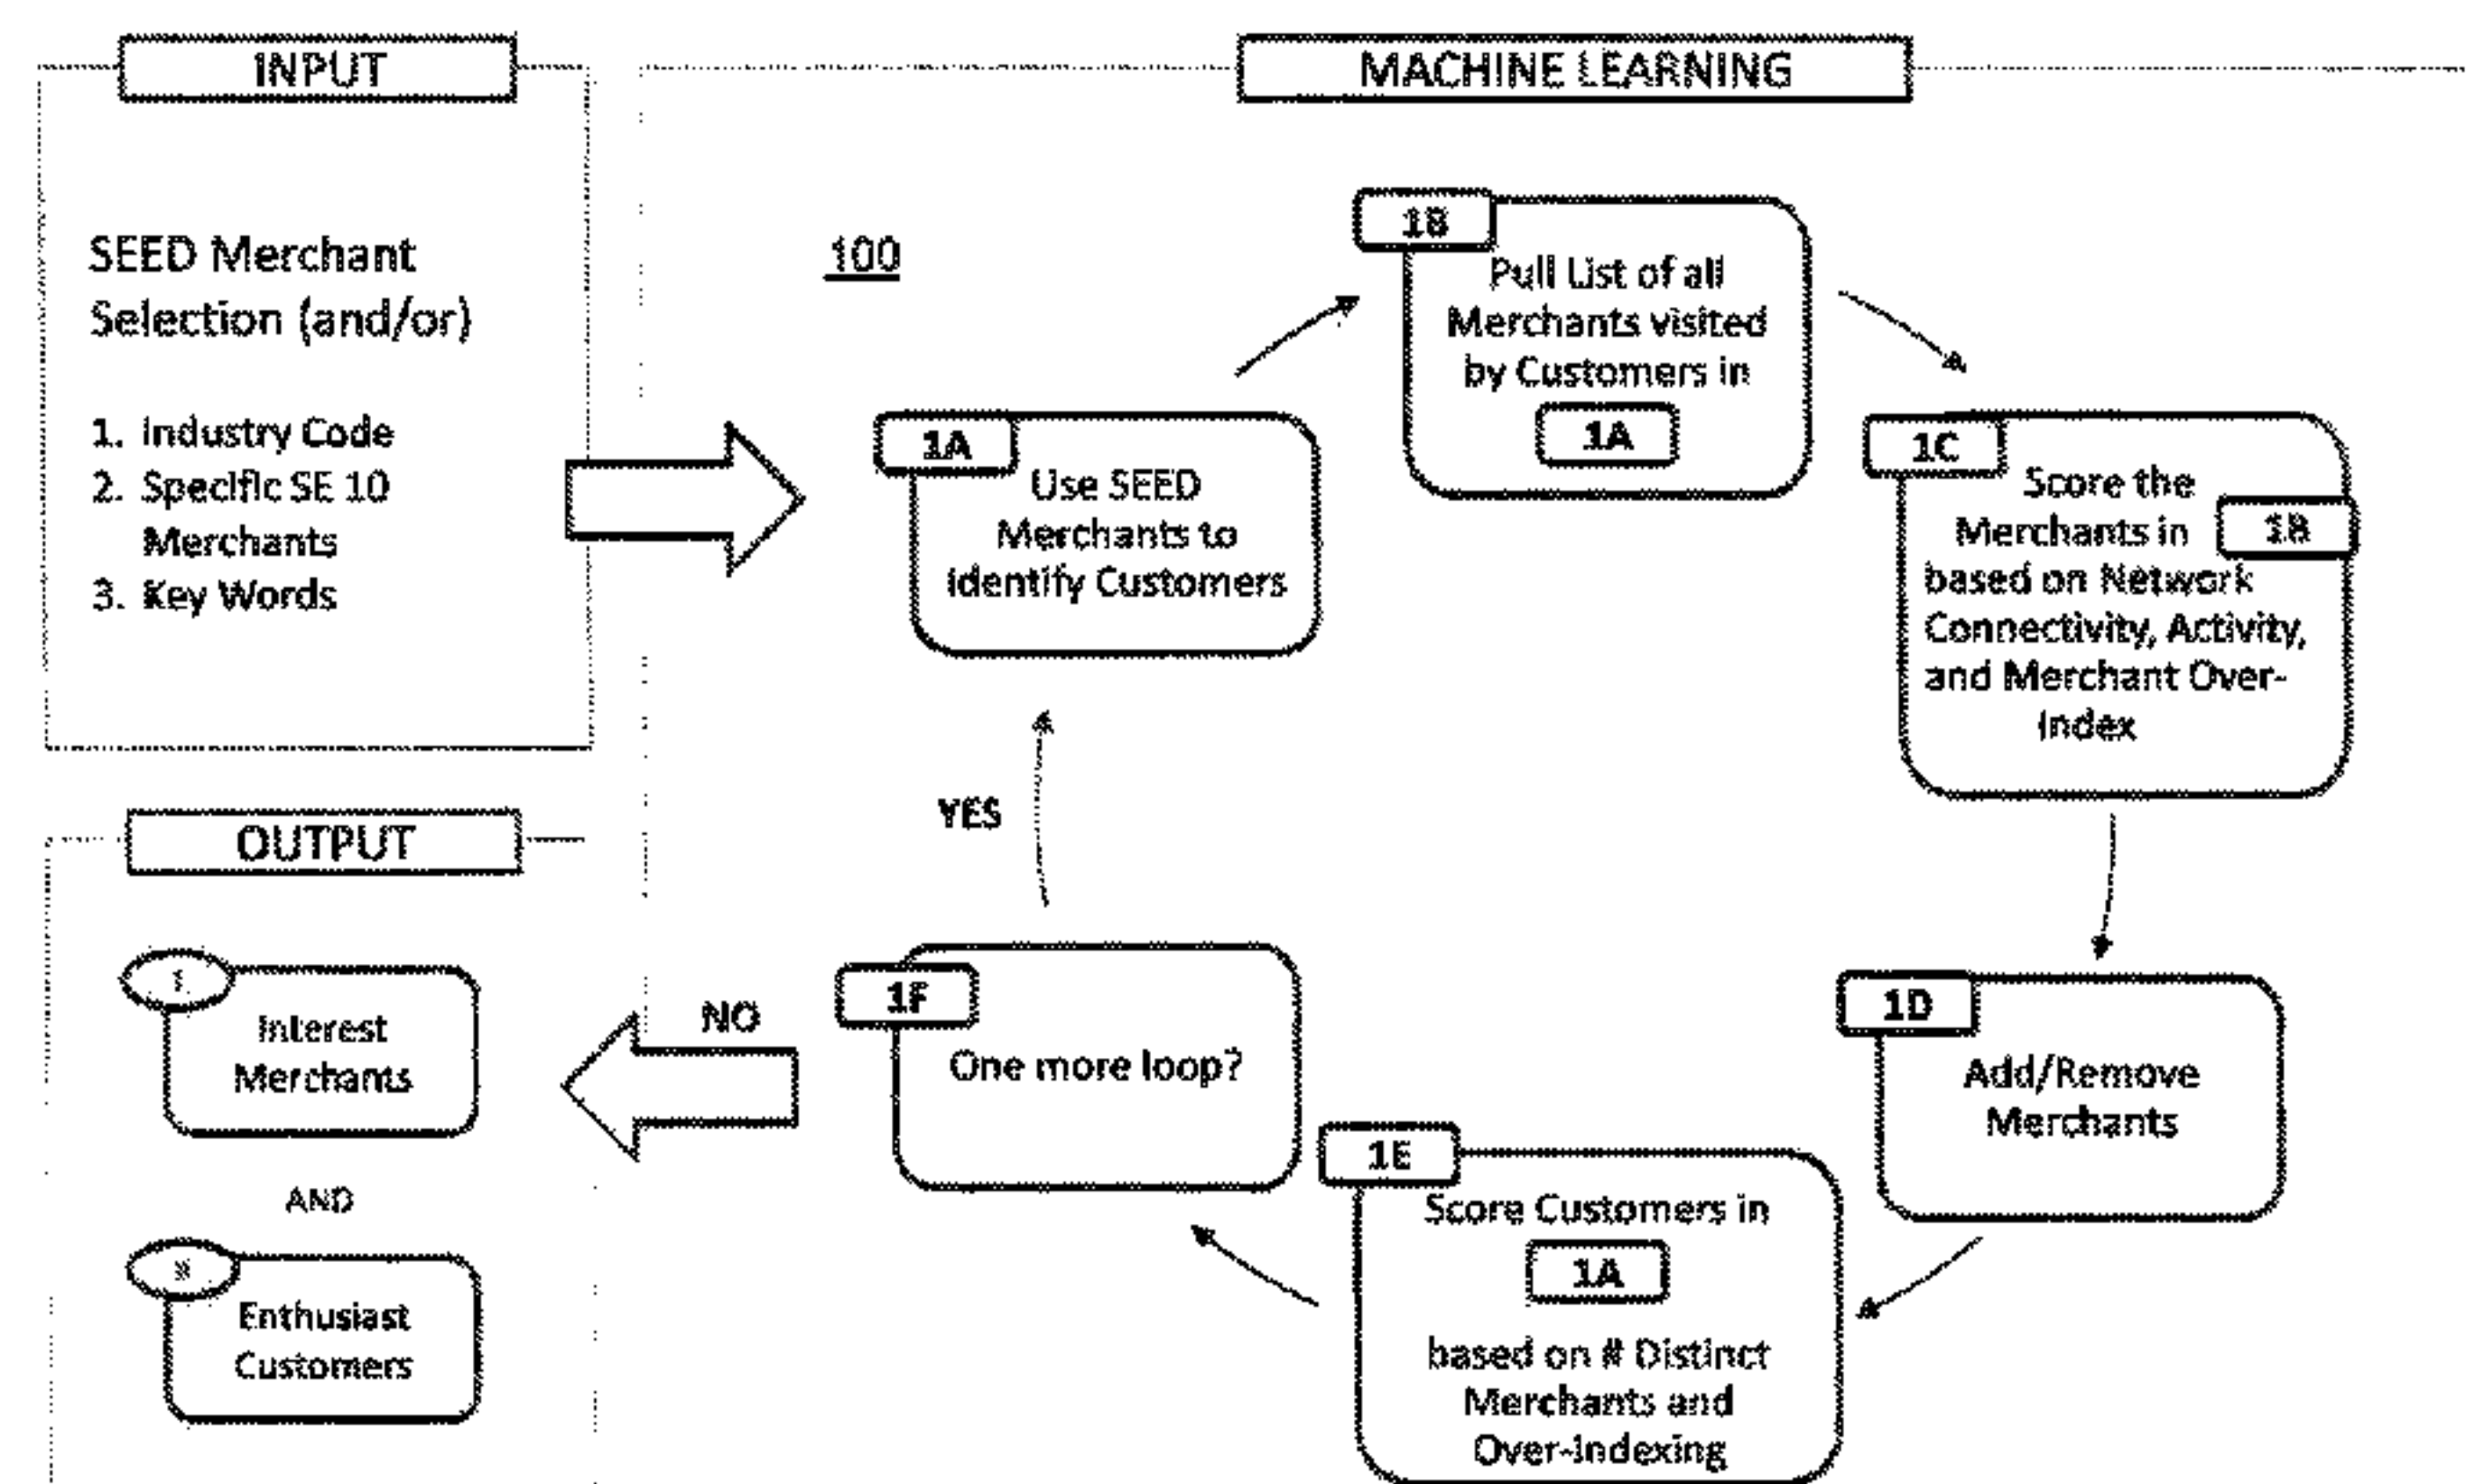 INPUT
SEED Merchant
Selection (and/or)
1. Industry Code
2. Specific SE 10
Merchants
3. Key Words
OUTPUT
Interest
Merchants
AND
Enthusiast
Customers
MACHINE LEARNING
100
1A
Use SEED
Merchants to
Identify Customers
1B
Pull List of all
Merchants visited
by Customers in
1A
1C
Score the
Merchants in 1B
based on Network
Connectivity, Activity,
and Merchant Over-
Index
1D
Add/Remove
Merchants
1E
Score Customers in
1A
based on # Distinct
Merchants and
Over-Indexing
1F
One more loop?
YES
NO